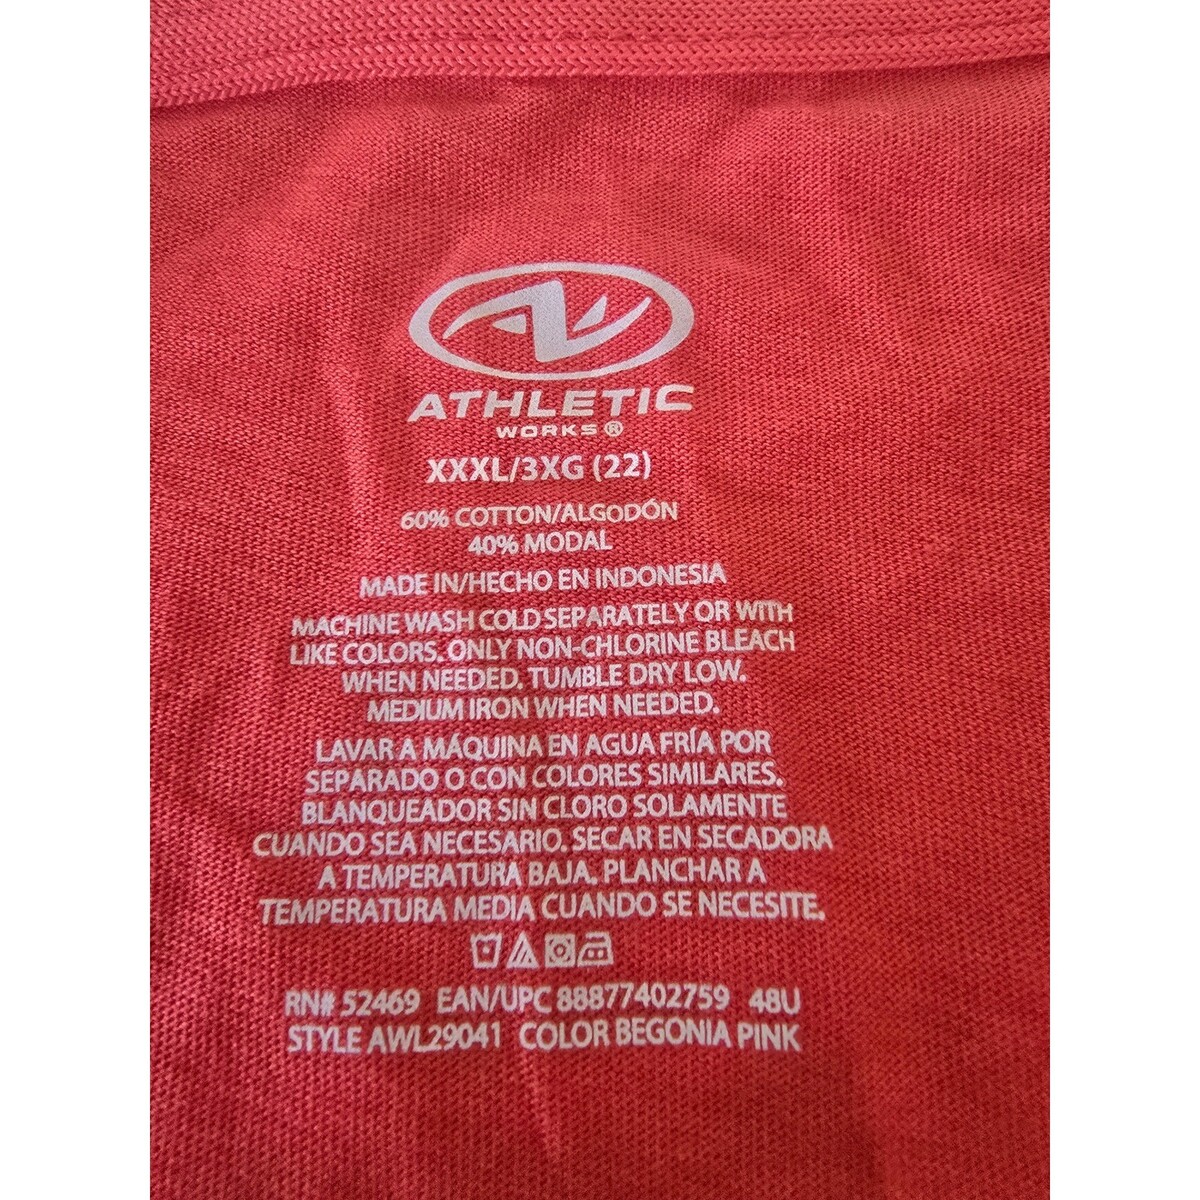 ATHLETIC
WORKS®
XXXL/3XG (22)
60% COTTON/ALGODÓN
40% MODAL
MADE IN/HECHO EN INDONESIA
MACHINE WASH COLD SEPARATELY OR WITH
LIKE COLORS. ONLY NON-CHLORINE BLEACH
WHEN NEEDED. TUMBLE DRY LOW.
MEDIUM IRON WHEN NEEDED.
LAVAR A MÁQUINA EN AGUA FRÍA POR
SEPARADO O CON COLORES SIMILARES.
BLANQUEADOR SIN CLORO SOLAMENTE
CUANDO SEA NECESARIO. SECAR EN SECADORA
A TEMPERATURA BAJA. PLANCHAR A
TEMPERATURA MEDIA CUANDO SE NECESITE.
RN# 52469 EAN/UPC 88877402759 48U
STYLE AWL29041 COLOR BEGONIA PINK